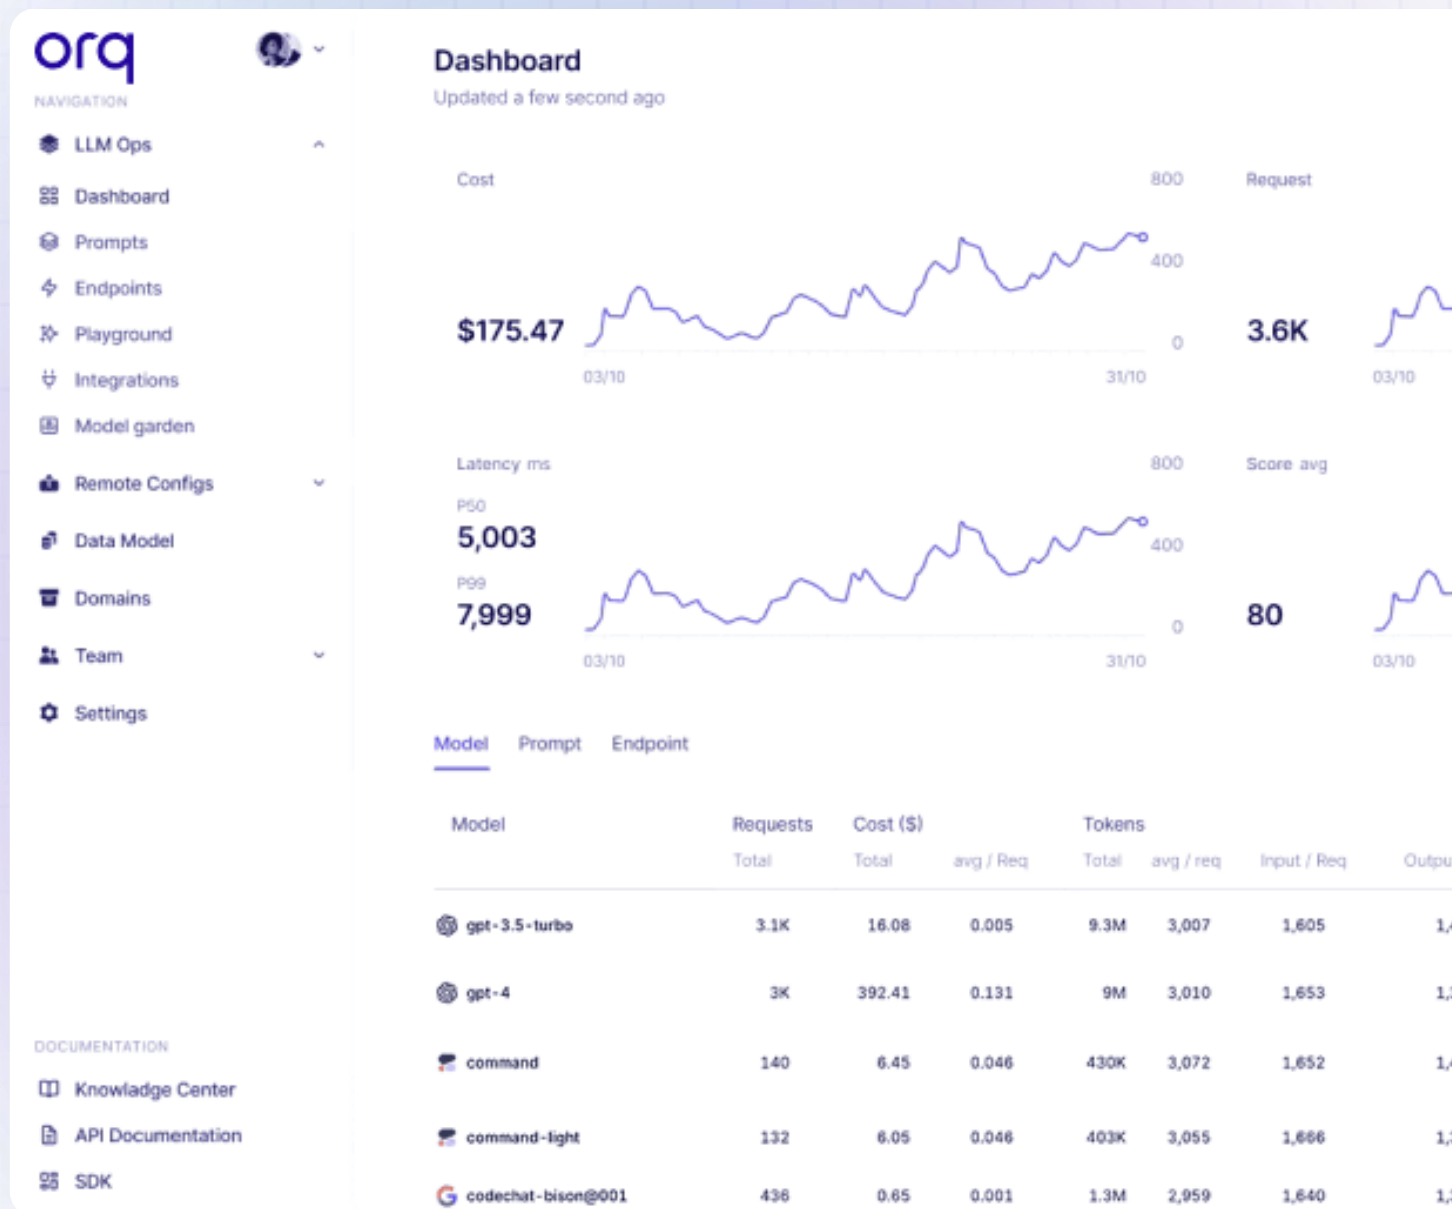 orq
NAVIGATION
LLM Ops
Dashboard
Prompts
Endpoints
Playground
Integrations
Model garden
Remote Configs
Data Model
Domains
Team
Settings
DOCUMENTATION
Knowladge Center
API Documentation
SDK
Dashboard
Updated a few second ago
Cost
$175.47
800
400
0
03/10 31/10
Request
3.6K
03/10
Latency ms
P50
5,003
P99
7,999
800
400
0
03/10 31/10
Score avg
80
03/10
Model Prompt Endpoint
Model Requests Cost ($) Tokens
Total Total avg / Req Total avg / req Input / Req
gpt-3.5-turbo 3.1K 16.08 0.005 9.3M 3,007 1,605
gpt-4 3K 392.41 0.131 9M 3,010 1,653
command 140 6.45 0.046 430K 3,072 1,652
command-light 132 6.05 0.046 403K 3,055 1,666
codechat-bison@001 436 0.65 0.001 1.3M 2,959 1,640